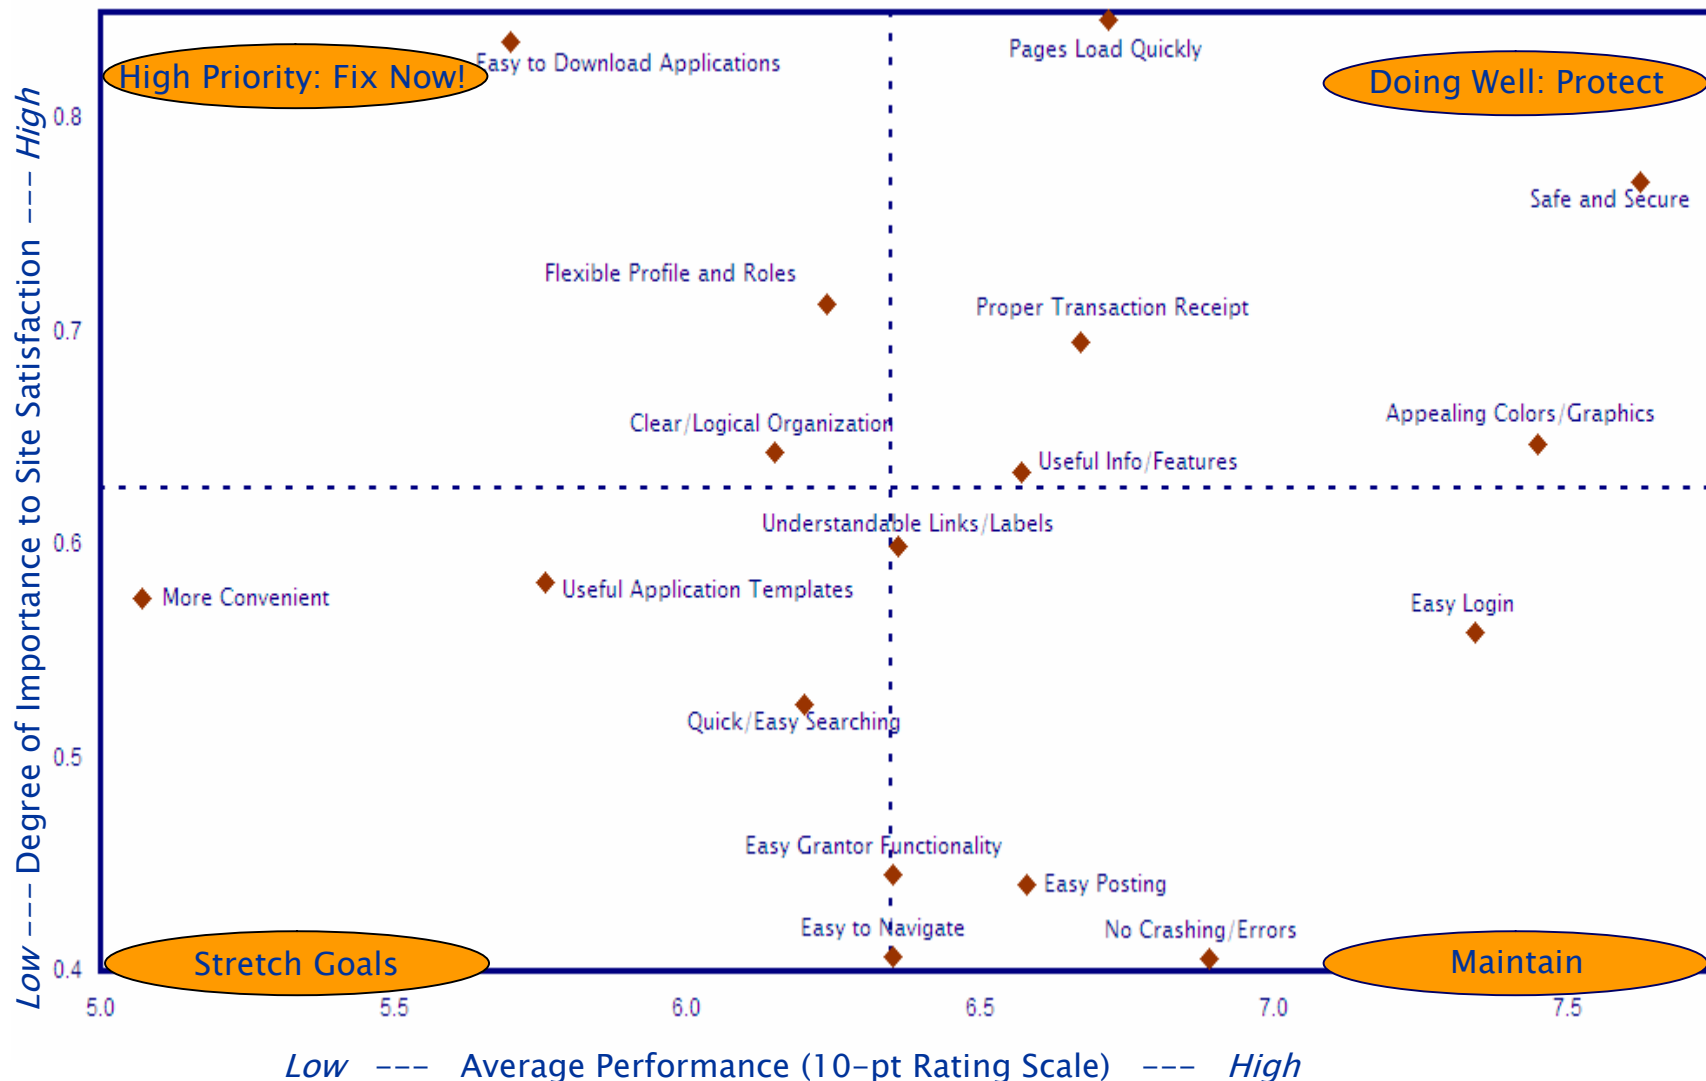 Pages Load Quickly
Easy to Download Applications
High Priority: Fix Now!
Doing Well: Protect
0.8
Safe and Secure
Flexible Profile and Roles
Proper Transaction Receipt
0.7
Appealing Colors/Graphics
Clear/Logical Organization
Useful Info/Features
Understandable Links/Labels
0.6
More Convenient
Useful Application Templates
Easy Login
Quick/Easy Searching
0.5
Easy Grantor Functionality
Easy Posting
Easy to Navigate
No Crashing/Errors
Stretch Goals
Maintain
0.4
5.0 5.5 6.0 6.5 7.0 7.5
Low --- Average Performance (10-pt Rating Scale) --- High
Low --- Degree of Importance to Site Satisfaction --- High